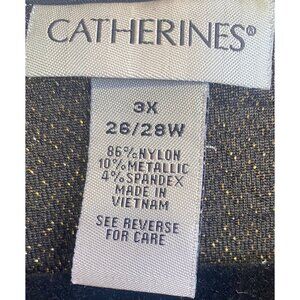 CATHERINES®
3X
26/28W
86%NYLON
10%METALLIC
4%SPANDEX
MADE IN
VIETNAM
SEE REVERSE
FOR CARE